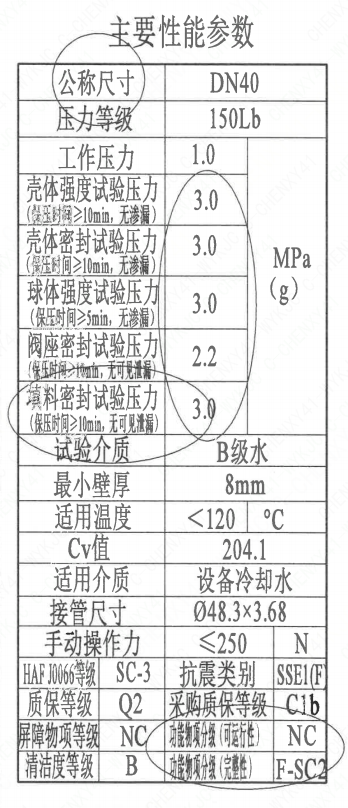 主要性能参数
公称尺寸 DN40
压力等级 150Lb
工作压力 1.0
壳体强度试验压力 3.0
(保压时间≥10min, 无渗漏)
壳体密封试验压力 3.0
(保压时间≥10min, 无渗漏)
MPa
(g)
球体强度试验压力 3.0
(保压时间≥5min, 无渗漏)
阀座密封试验压力 2.2
(保压时间≥10min, 无可见泄漏)
填料密封试验压力 3.0
(保压时间≥10min, 无可见泄漏)
试验介质 B级水
最小壁厚 8mm
适用温度 <120 °C
Cv值 204.1
适用介质 设备冷却水
接管尺寸 Ø48.3×3.68
手动操作力 ≤250 N
HAF J0066等级 SC-3 抗震类别 SSE1(F)
质保等级 Q2 采购质保等级 C1b
屏障物项等级 NC 功能物项分级(可运行性) NC
清洁度等级 B 功能物项分级(完整性) F-SC2